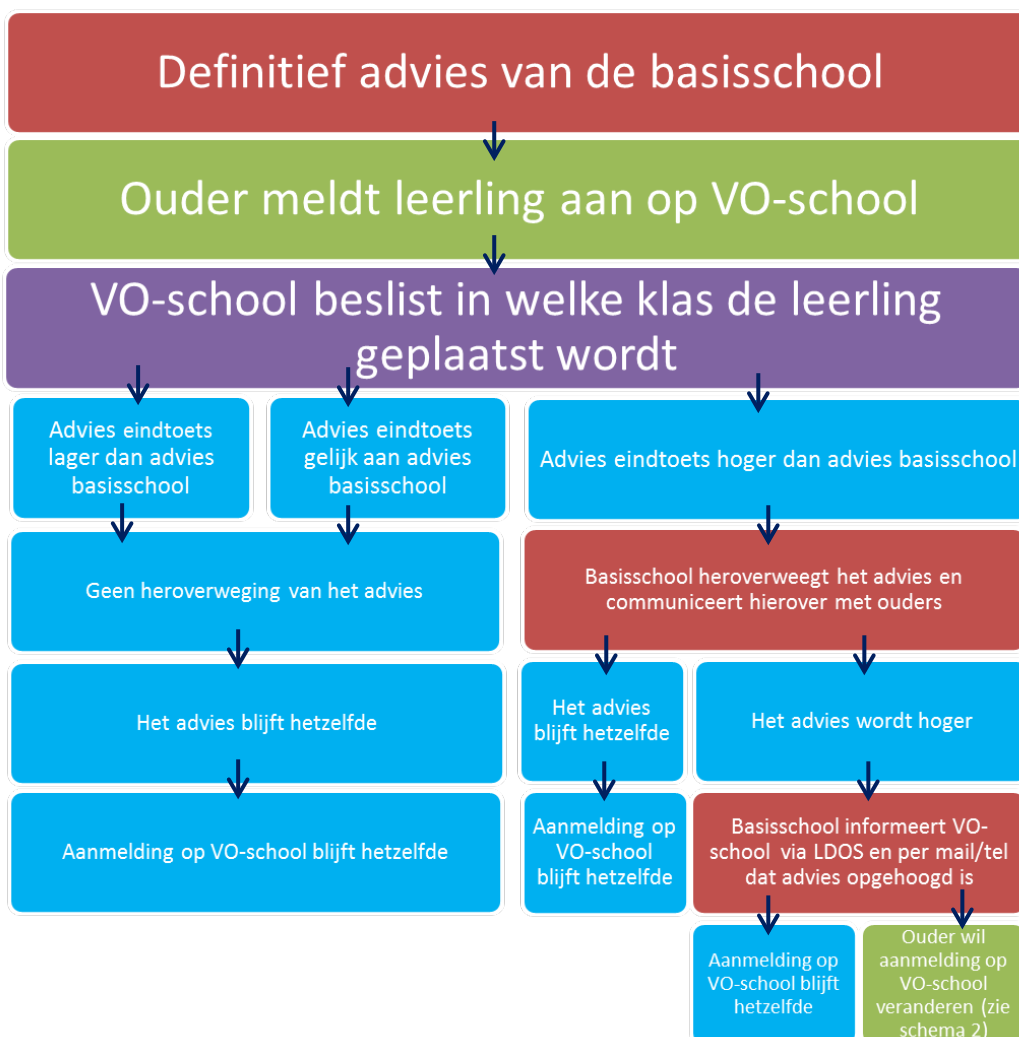 Definitief advies van de basisschool
Ouder meldt leerling aan op VO-school
VO-school beslist in welke klas de leerling
geplaatst wordt
Advies eindtoets
lager dan advies
basisschool
Advies eindtoets
gelijk aan advies
basisschool
Advies eindtoets hoger dan advies basisschool
Geen heroverweging van het advies
Basisschool heroverweegt het advies en
communiceert hierover met ouders
Het advies blijft hetzelfde
Het advies
blijft hetzelfde
Het advies wordt hoger
Aanmelding op VO-school blijft hetzelfde
Aanmelding op
VO-school
blijft hetzelfde
Basisschool informeert VO-
school via LDOS en per mail/tel
dat advies opgehoogd is
Aanmelding op
VO-school blijft
hetzelfde
Ouder wil
aanmelding op
VO-school
veranderen (zie
schema 2)